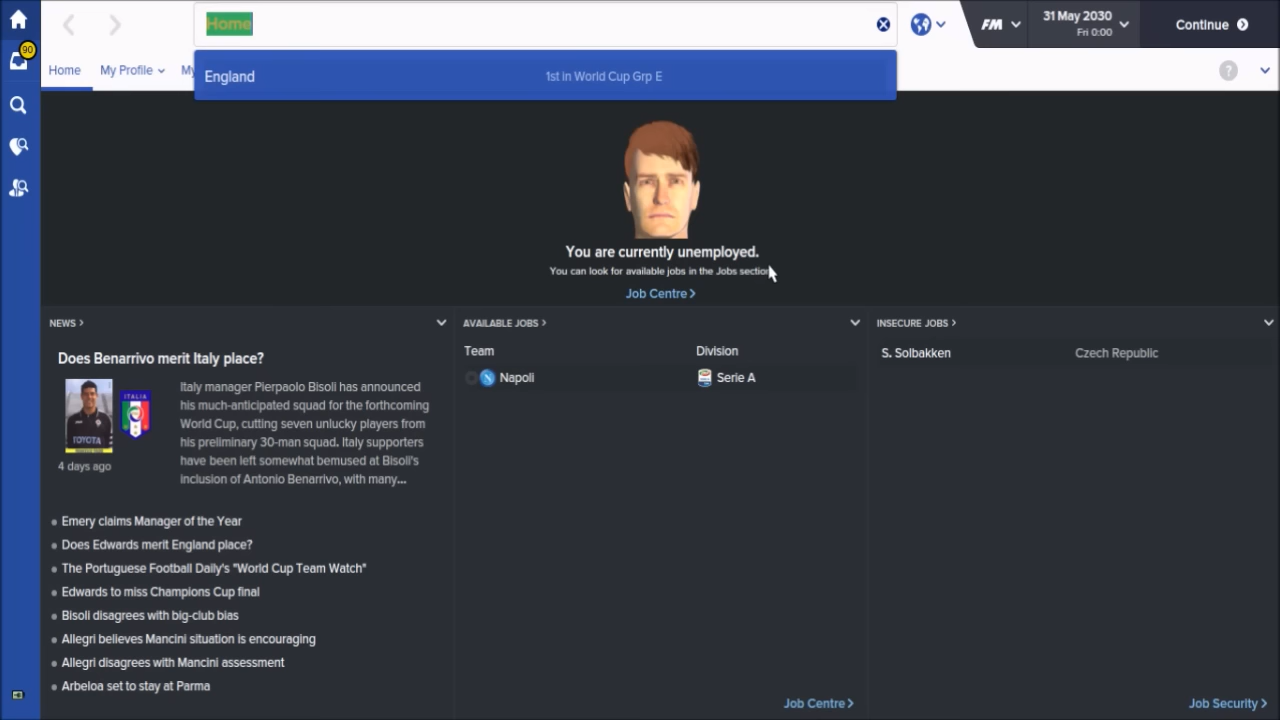 Home
FM
31 May 2030
Fri 0:00
Continue
90
Home
My Profile
My
England
1st in World Cup Grp E
?
You are currently unemployed.
You can look for available jobs in the Jobs section
Job Centre >
NEWS >
Does Benarrivo merit Italy place?
ITALIA
TOYOTA
4 days ago
Italy manager Pierpaolo Bisoli has announced
his much-anticipated squad for the forthcoming
World Cup, cutting seven unlucky players from
his preliminary 30-man squad. Italy supporters
have been left somewhat bemused at Bisoli's
inclusion of Antonio Benarrivo, with many...
Emery claims Manager of the Year
Does Edwards merit England place?
The Portuguese Football Daily's "World Cup Team Watch"
Edwards to miss Champions Cup final
Bisoli disagrees with big-club bias
Allegri believes Mancini situation is encouraging
Allegri disagrees with Mancini assessment
Arbeloa set to stay at Parma
AVAILABLE JOBS >
Team Division
Napoli Serie A
Job Centre >
INSECURE JOBS >
S. Solbakken Czech Republic
Job Security >